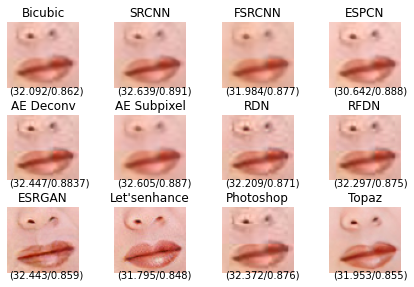 Bicubic SRCNN FSRCNN ESPCN
(32.092/0.862) (32.639/0.891) (31.984/0.877) (30.642/0.888)
AE Deconv AE Subpixel RDN RFDN
(32.447/0.8837) (32.605/0.887) (32.209/0.871) (32.297/0.875)
ESRGAN Let'senhance Photoshop Topaz
(32.443/0.859) (31.795/0.848) (32.372/0.876) (31.953/0.855)